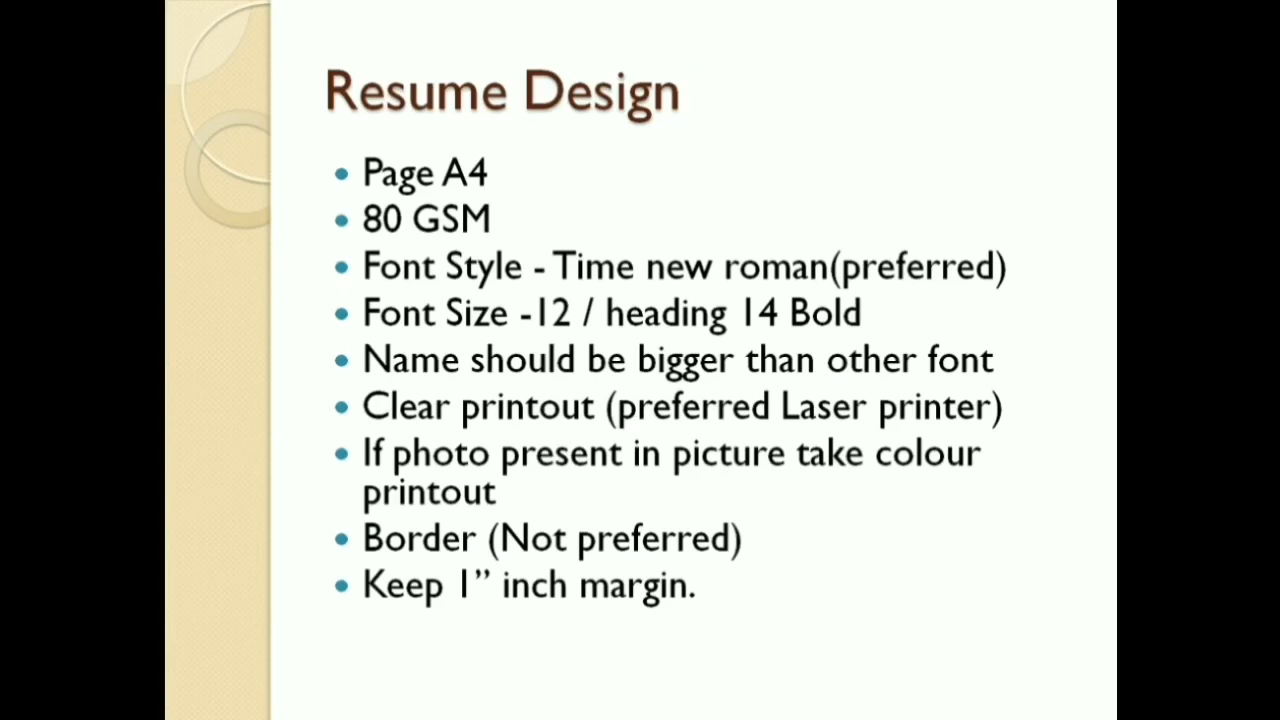 Resume Design
• Page A4
• 80 GSM
• Font Style - Time new roman(preferred)
• Font Size -12 / heading 14 Bold
• Name should be bigger than other font
• Clear printout (preferred Laser printer)
• If photo present in picture take colour
printout
• Border (Not preferred)
• Keep 1” inch margin.